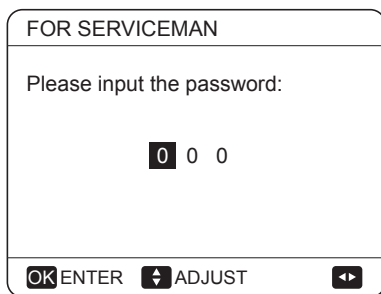 FOR SERVICEMAN
Please input the password:
0 0 0
OK ENTER ADJUST